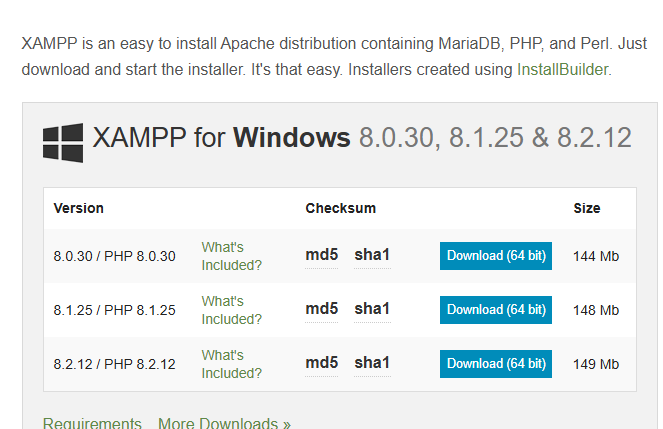 XAMPP is an easy to install Apache distribution containing MariaDB, PHP, and Perl. Just
download and start the installer. It's that easy. Installers created using InstallBuilder.
XAMPP for Windows 8.0.30, 8.1.25 & 8.2.12
Version Checksum Size
8.0.30 / PHP 8.0.30 What's Included? md5 sha1 Download (64 bit) 144 Mb
8.1.25 / PHP 8.1.25 What's Included? md5 sha1 Download (64 bit) 148 Mb
8.2.12 / PHP 8.2.12 What's Included? md5 sha1 Download (64 bit) 149 Mb
Requirements More Downloads »